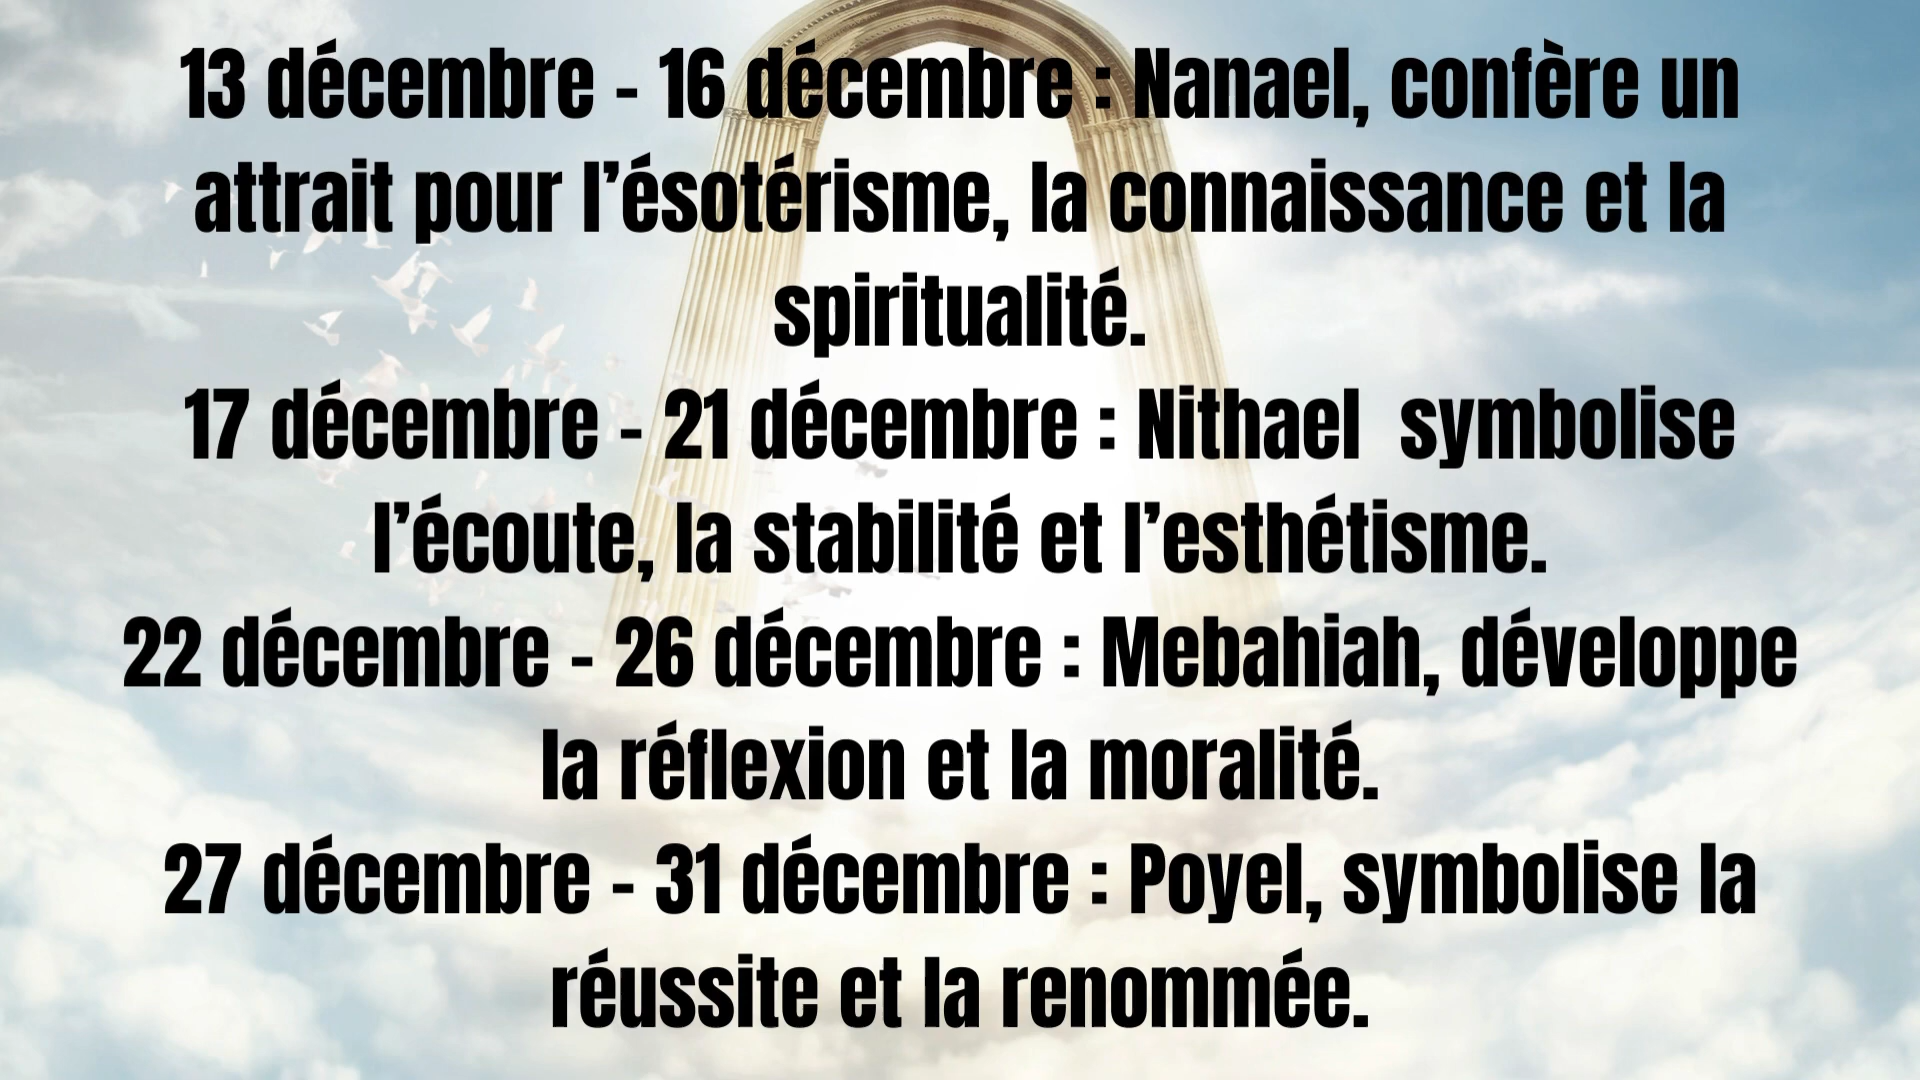 13 décembre - 16 décembre : Nanael, confère un
attrait pour l’ésotérisme, la connaissance et la
spiritualité.
17 décembre - 21 décembre : Nithael  symbolise
l’écoute, la stabilité et l’esthétisme.
22 décembre - 26 décembre : Mebahiah, développe
la réflexion et la moralité.
27 décembre - 31 décembre : Poyel, symbolise la
réussite et la renommée.